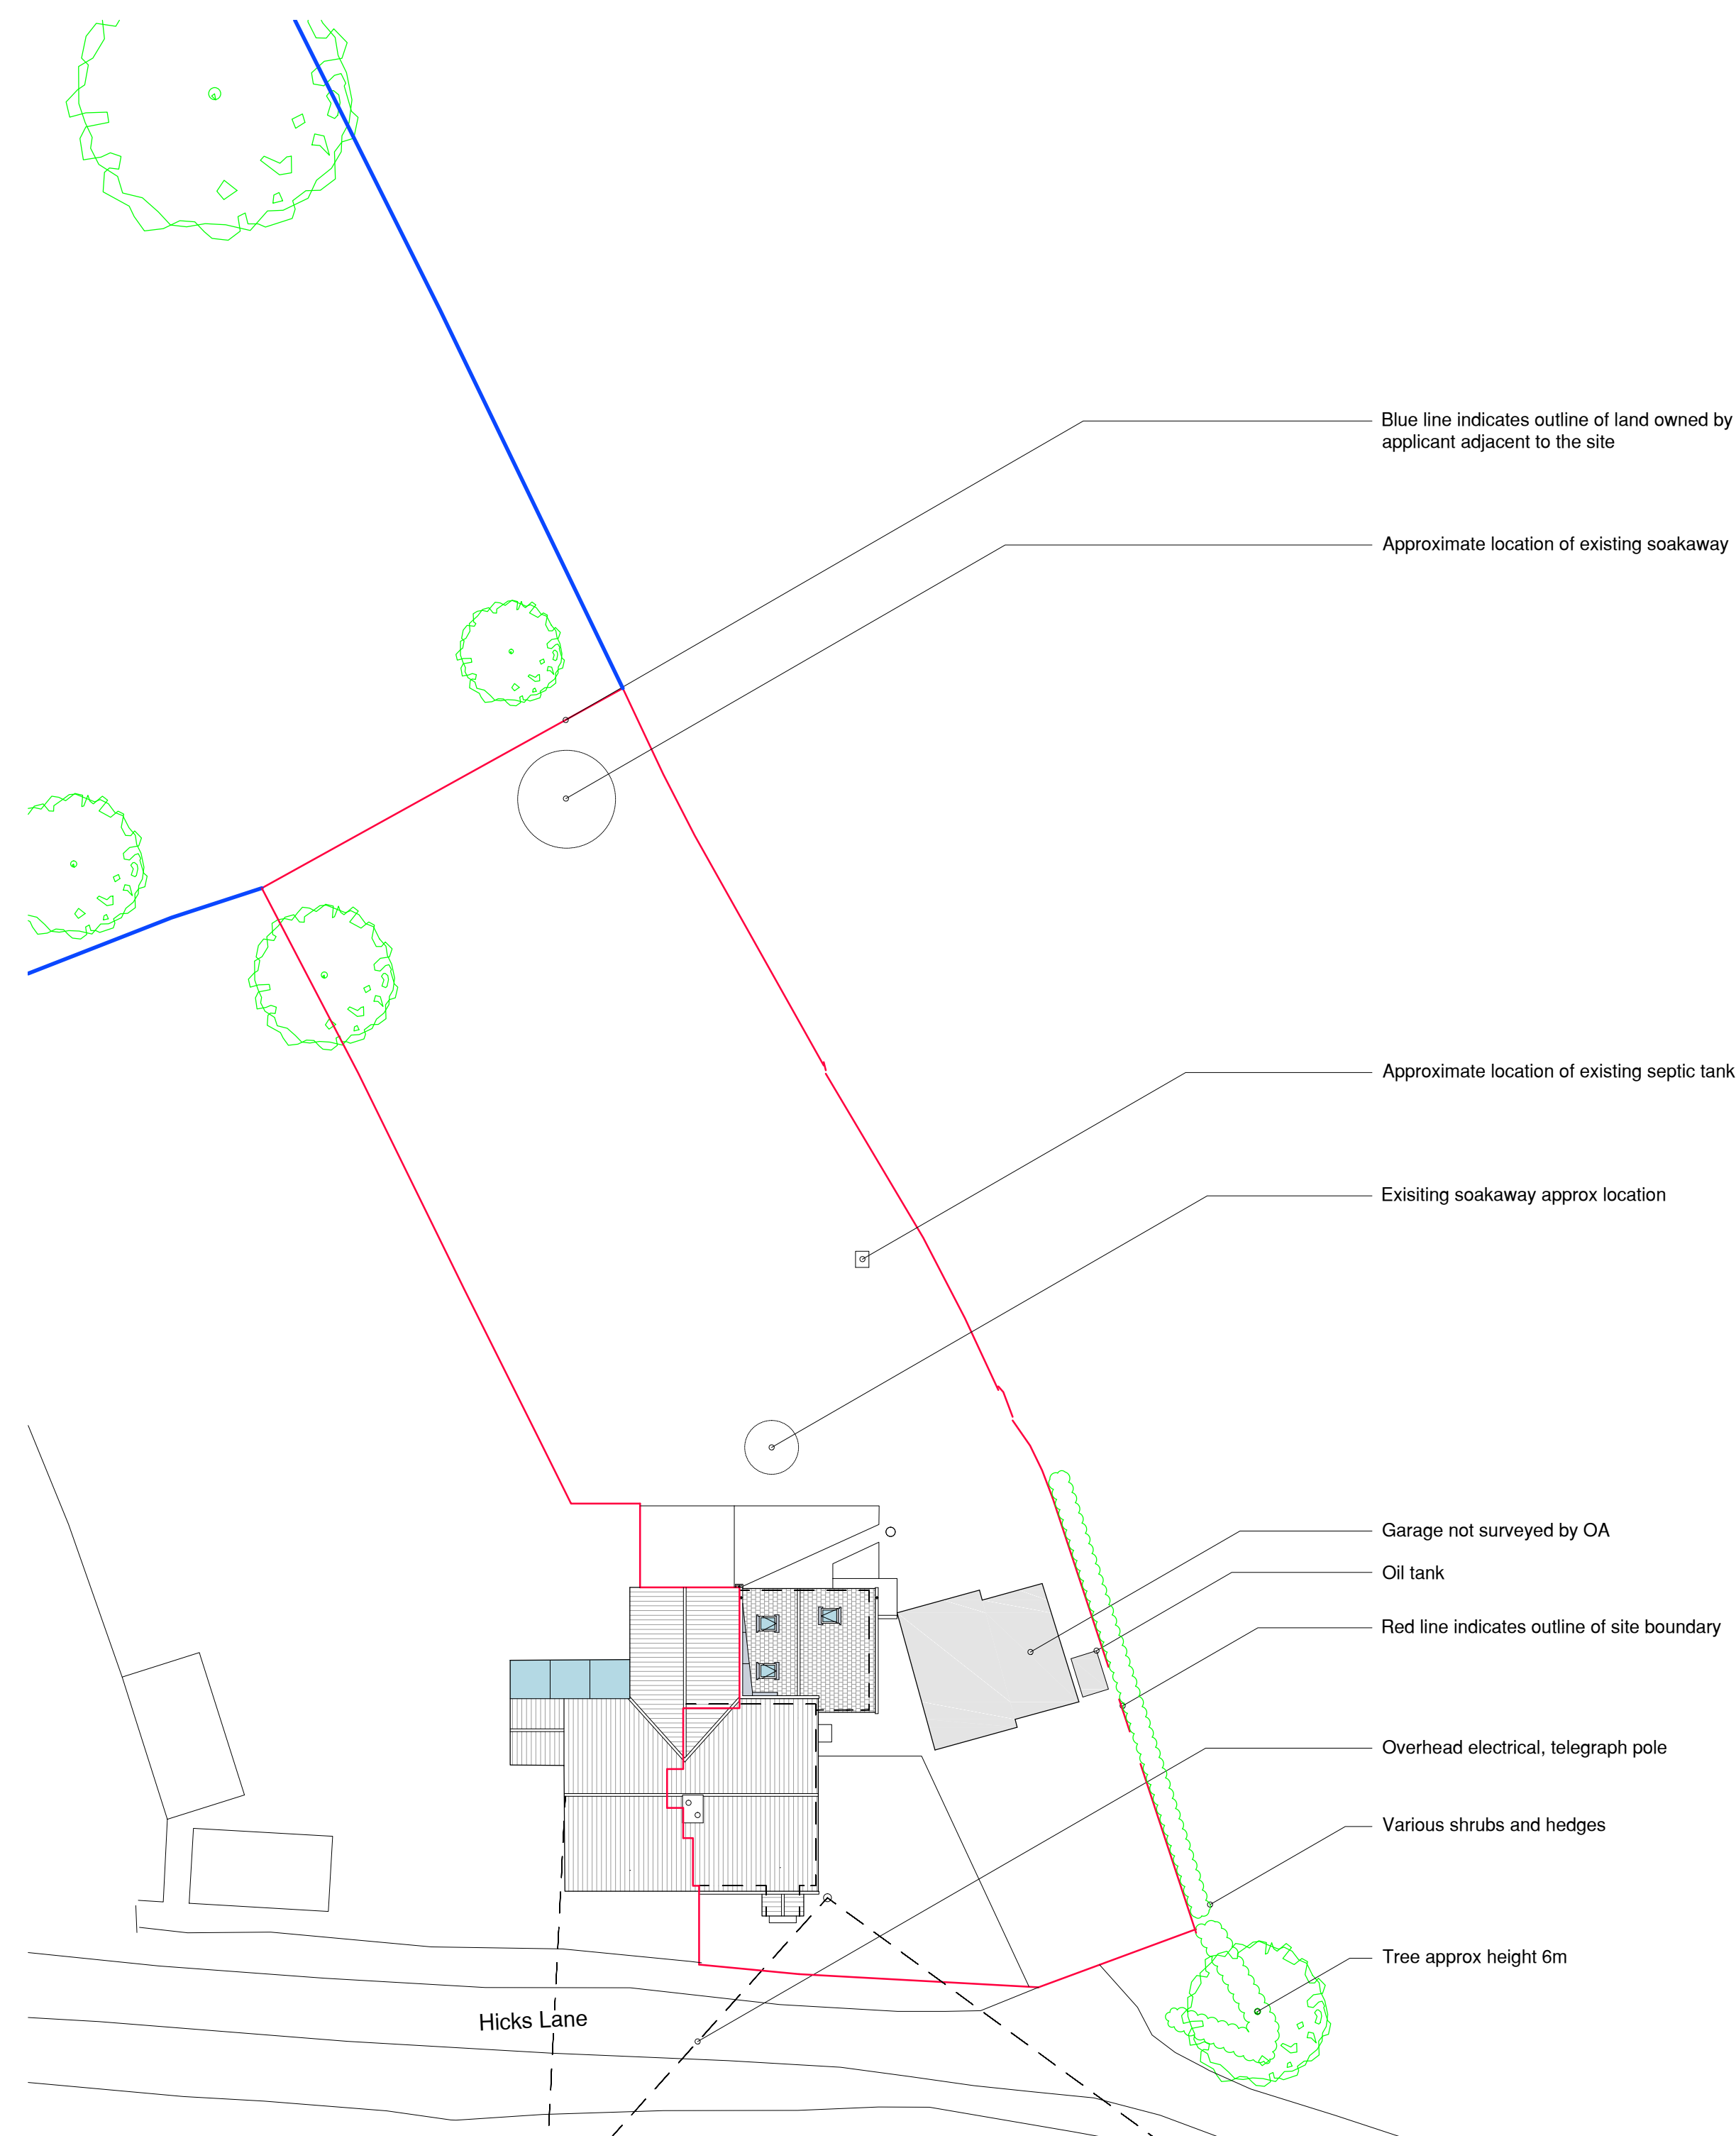 Blue line indicates outline of land owned by
applicant adjacent to the site
Approximate location of existing soakaway
Approximate location of existing septic tank
Exisiting soakaway approx location
Garage not surveyed by OA
Oil tank
Red line indicates outline of site boundary
Overhead electrical, telegraph pole
Various shrubs and hedges
Tree approx height 6m
Hicks Lane